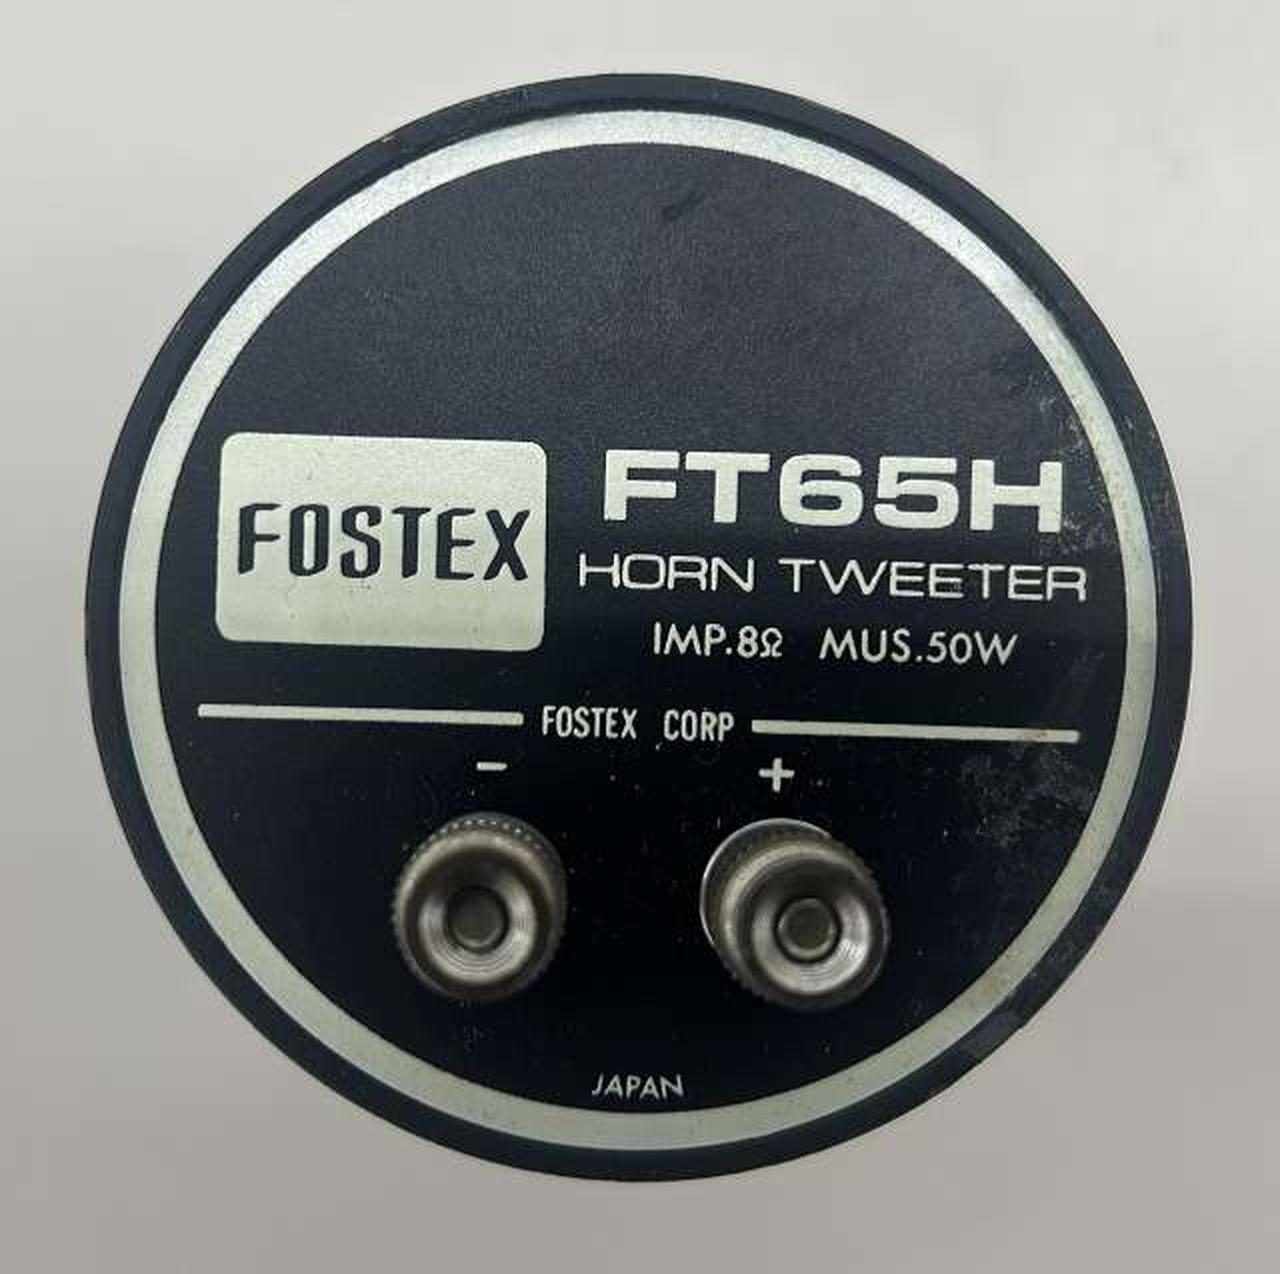 FOSTEX
FT65H
HORN TWEETER
IMP.8Ω MUS.50W
FOSTEX CORP
- +
JAPAN